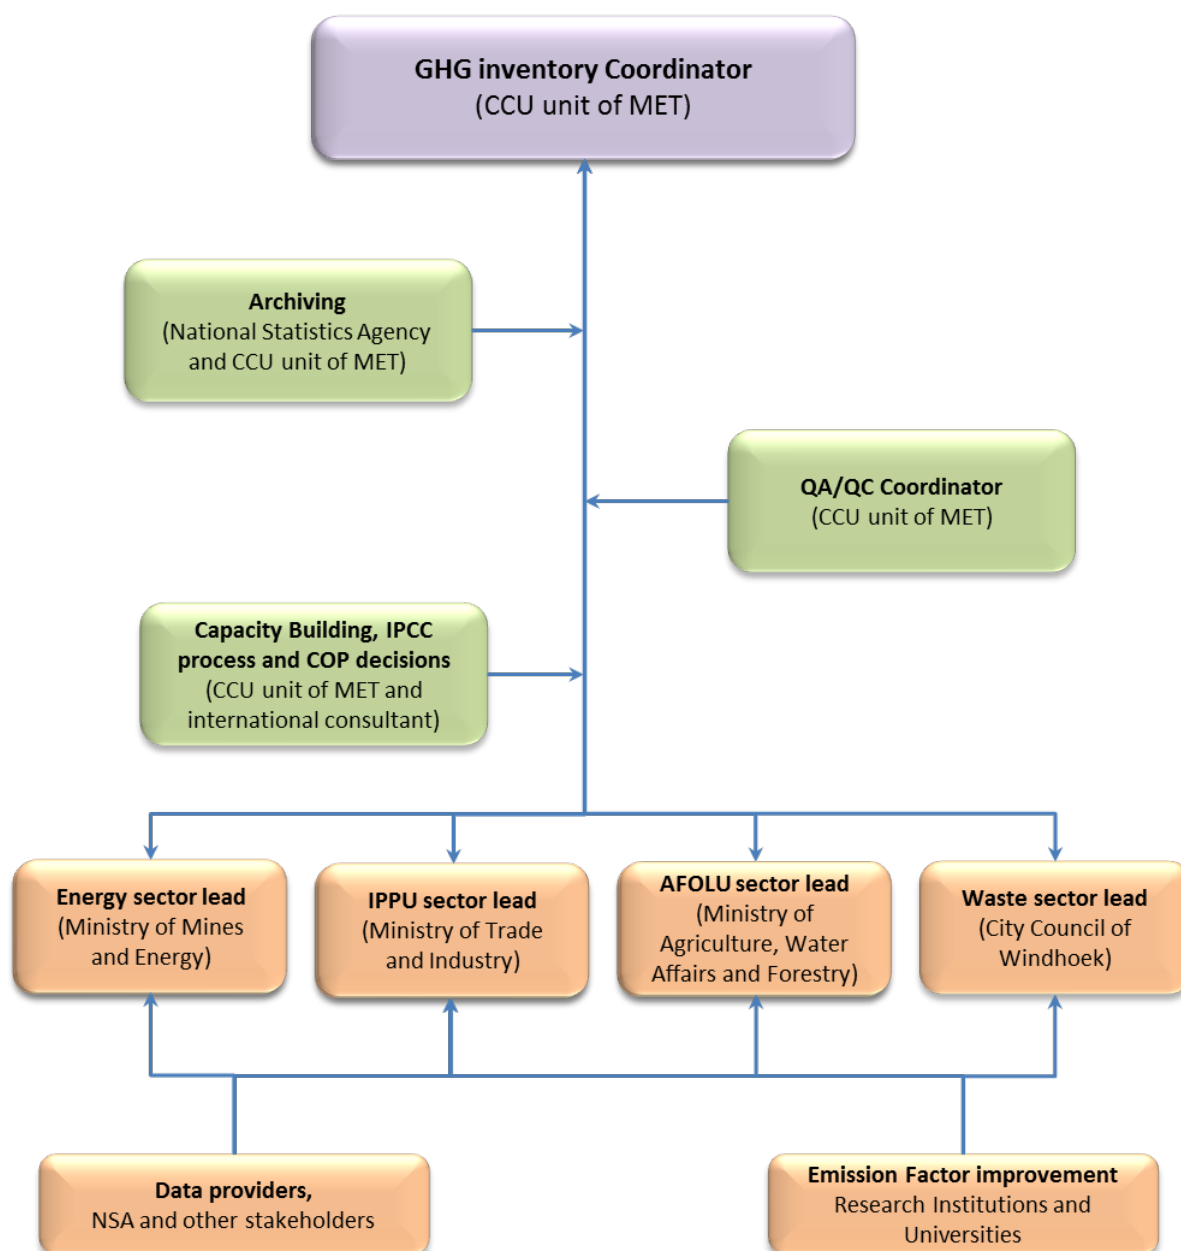 GHG inventory Coordinator
(CCU unit of MET)
Archiving
(National Statistics Agency
and CCU unit of MET)
QA/QC Coordinator
(CCU unit of MET)
Capacity Building, IPCC
process and COP decisions
(CCU unit of MET and
international consultant)
Energy sector lead
(Ministry of Mines
and Energy)
IPPU sector lead
(Ministry of Trade
and Industry)
AFOLU sector lead
(Ministry of
Agriculture, Water
Affairs and Forestry)
Waste sector lead
(City Council of
Windhoek)
Data providers,
NSA and other stakeholders
Emission Factor improvement
Research Institutions and
Universities